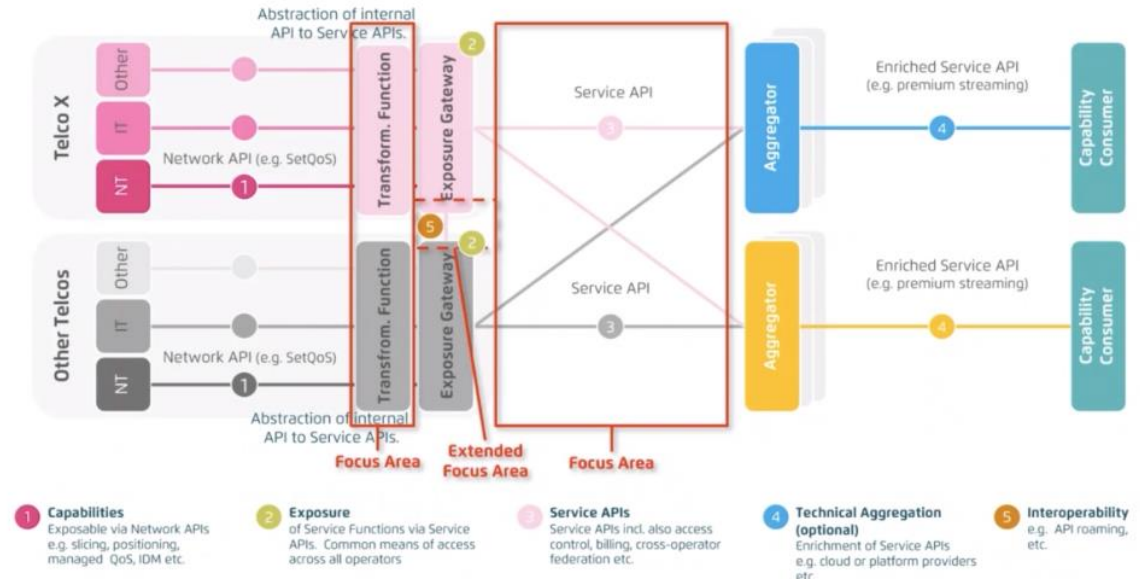 Abstraction of internal
API to Service APIs.
Telco X
Other
IT
NT
Network API (e.g. SetQoS)
1
Transform. Function
Exposure Gateway
2
Service API
3
Aggregator
Enriched Service API
(e.g. premium streaming)
4
Capability
Consumer
5
Other Telcos
Other
IT
NT
Network API (e.g. SetQoS)
1
Transfrom. Function
Exposure Gateway
2
Service API
3
Aggregator
Enriched Service API
(e.g. premium streaming)
4
Capability
Consumer
Abstraction of internal
API to Service APIs.
Focus Area
Extended
Focus Area
Focus Area
1 Capabilities
Exposable via Network APIs
e.g. slicing, positioning,
managed QoS, IDM etc.
2 Exposure
of Service Functions via Service
APIs. Common means of access
across all operators
3 Service APIs
Service APIs incl. also access
control, billing, cross-operator
federation etc.
4 Technical Aggregation
(optional)
Enrichment of Service APIs
e.g. cloud or platform providers
etc
5 Interoperability
e.g. API roaming,
etc.